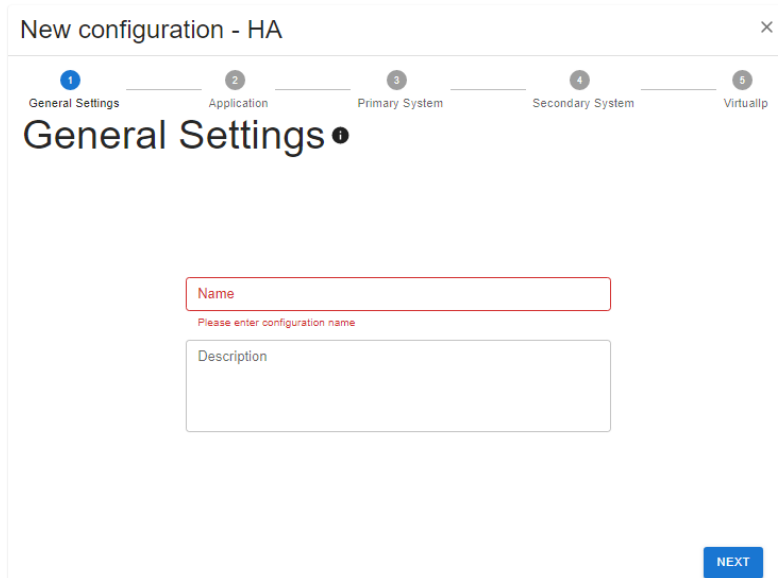 New configuration - HA
1 2 3 4 5
General Settings Application Primary System Secondary System VirtualIp
General Settings
Name
Please enter configuration name
Description
NEXT